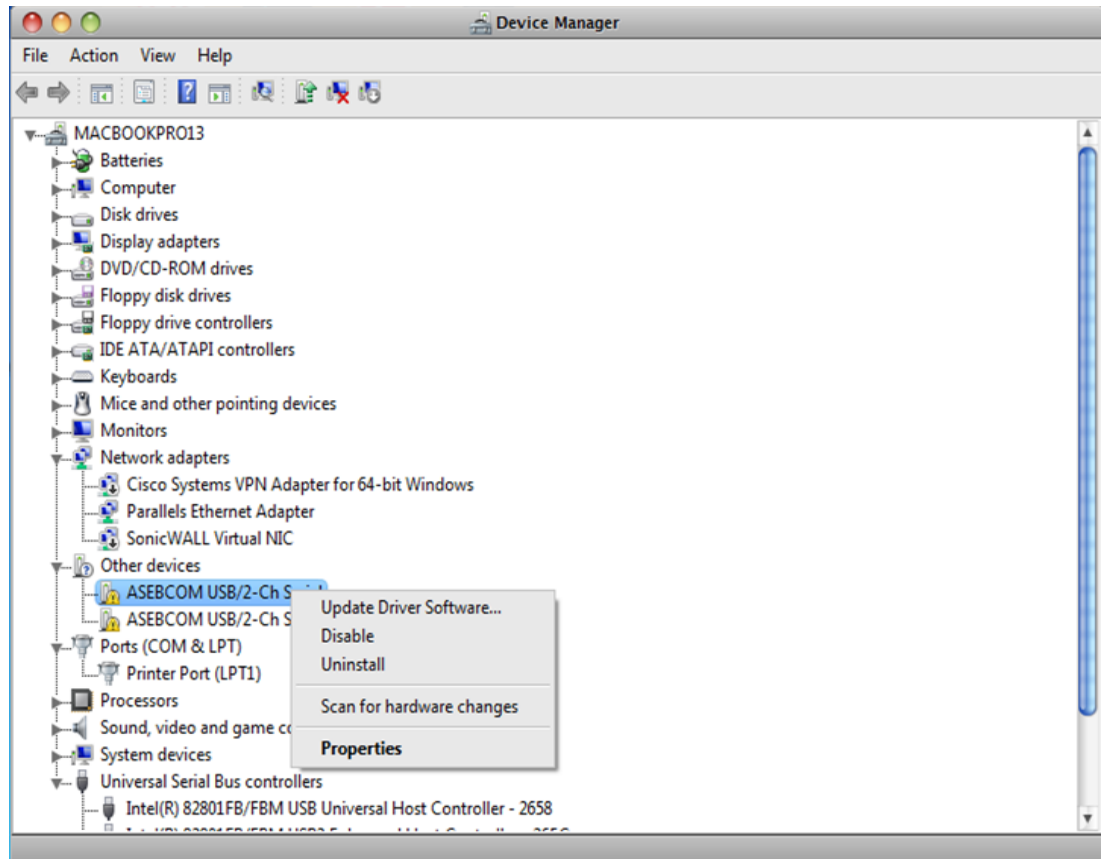 Device Manager
File Action View Help
MACBOOKPRO13
Batteries
Computer
Disk drives
Display adapters
DVD/CD-ROM drives
Floppy disk drives
Floppy drive controllers
IDE ATA/ATAPI controllers
Keyboards
Mice and other pointing devices
Monitors
Network adapters
Cisco Systems VPN Adapter for 64-bit Windows
Parallels Ethernet Adapter
SonicWALL Virtual NIC
Other devices
ASEBCOM USB/2-Ch
ASEBCOM USB/2-Ch S
Ports (COM & LPT)
Printer Port (LPT1)
Processors
Sound, video and game co
System devices
Universal Serial Bus controllers
Intel(R) 82801FB/FBM USB Universal Host Controller - 2658
Update Driver Software...
Disable
Uninstall
Scan for hardware changes
Properties